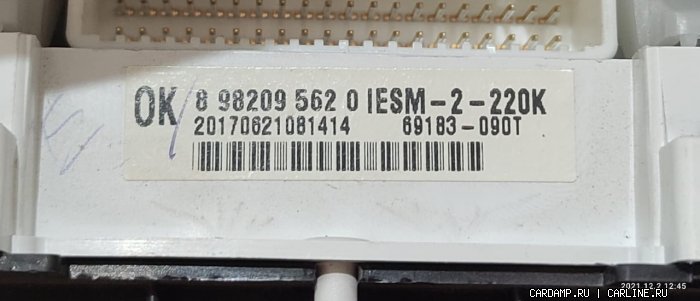 OK 8 98209 562 0 IESM-2-220K
20170621081414 69183-090T
2021.12.2 12:45
CARDAMP.RU | CARLINE.RU